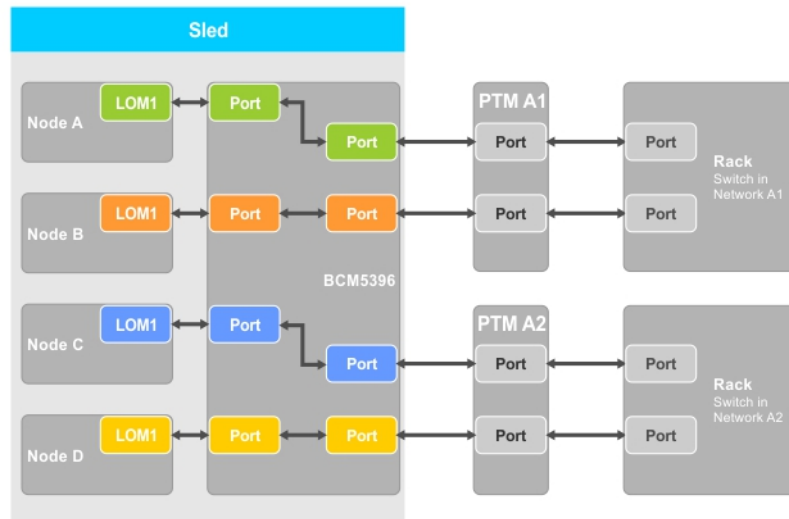 Sled
Node A
LOM1
Port
Port
PTM A1
Port
Port
Rack
Switch in
Network A1
Node B
LOM1
Port
Port
Port
Port
BCM5396
Node C
LOM1
Port
Port
PTM A2
Port
Port
Rack
Switch in
Network A2
Node D
LOM1
Port
Port
Port
Port